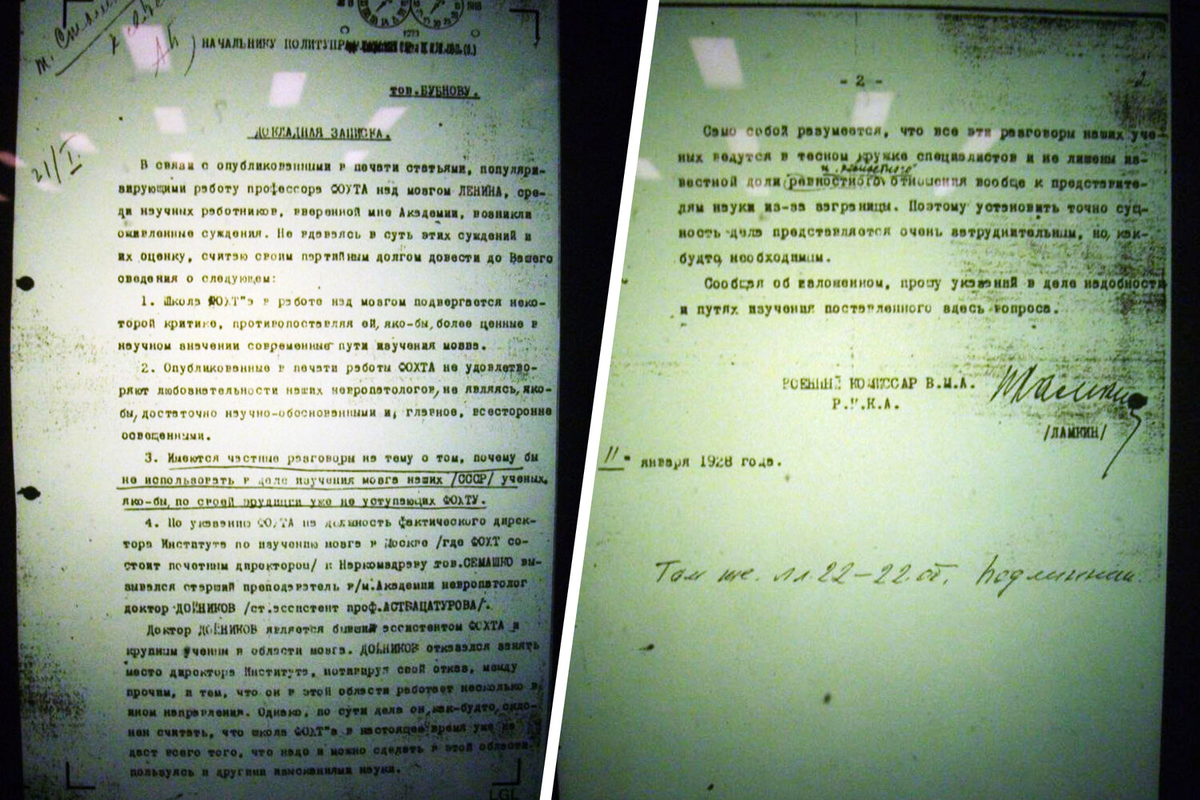 т. Стали
21/I
НАЧАЛЬНИКУ ПОЛИТУПР
тов.БУБНОВУ.
ДОКЛАДНАЯ ЗАПИСКА.
В связи с опубликованными в печати статьями, популяри-
зирующими работу профессора ФОХТА над мозгом ЛЕНИНА, сре-
ди научных работников, вверенной мне Академии, возникли
оживленные суждения. Не вдаваясь в суть этих суждений и
их оценку, считаю своим партийным долгом довести до Вашего
сведения о следующем:
1. Школа ФОХТ"а в работе над мозгом подвергается неко-
торой критике, противопоставляя ей, яко-бы, более ценные в
научном значении современные пути изучения мозга.
2. Опубликованные в печати работы ФОХТА не удовлетво-
ряют любознательности наших невропатологов, не являясь, яко-
бы, достаточно научно-обоснованными и, главное, всесторонне
освещенными.
3. Имеются частные разговоры на тему о том, почему бы
не использовать в деле изучения мозга наших /СССР/ ученых,
яко-бы, по своей эрудиции уже не уступающих ФОХТУ.
4. По указанию ФОХТА на должность фактического дирек-
тора Института по изучению мозга в Москве /где ФОХТ со-
стоит почетным директором/ к Наркомздраву тов.СЕМАШКО вы-
зывался старший преподаватель в/м.Академии невропатолог
доктор ДОЙНИКОВ /ст.ассистент проф.АСТВАЦАТУРОВА/.
Доктор ДОЙНИКОВ является бывшим ассистентом ФОХТА и
крупным ученым в области мозга. ДОЙНИКОВ отказался занять
место директора Института, мотивируя свой отказ, между
прочим, и тем, что он в этой области работает несколько в
ином направлении. Однако, по сути дела он, как-будто, скло-
нен считать, что школа ФОХТ"а в настоящее время уже не
даст всего того, что надо и можно сделать в этой области
пользуясь и другими изысканиями науки.
LGL
- 2 -
Само собой разумеется, что все эти разговоры наших уче-
ных ведутся в тесном кружке специалистов и не лишены из-
вестной доли ревностного отношения вообще к представите-
лям науки из-за заграницы. Поэтому установить точно сущ-
ность дела представляется очень затруднительным, но, как-
будто, необходимым.
Сообщая об изложенном, прошу указаний в деле надобности
и путях изучения поставленного здесь вопроса.
ВОЕННЫЙ КОМИССАР В.М.А.
Р.К.К.А.
/ЛАМКИН/
11 января 1928 года.
Там же. лл. 22-22 об. Подлинник.